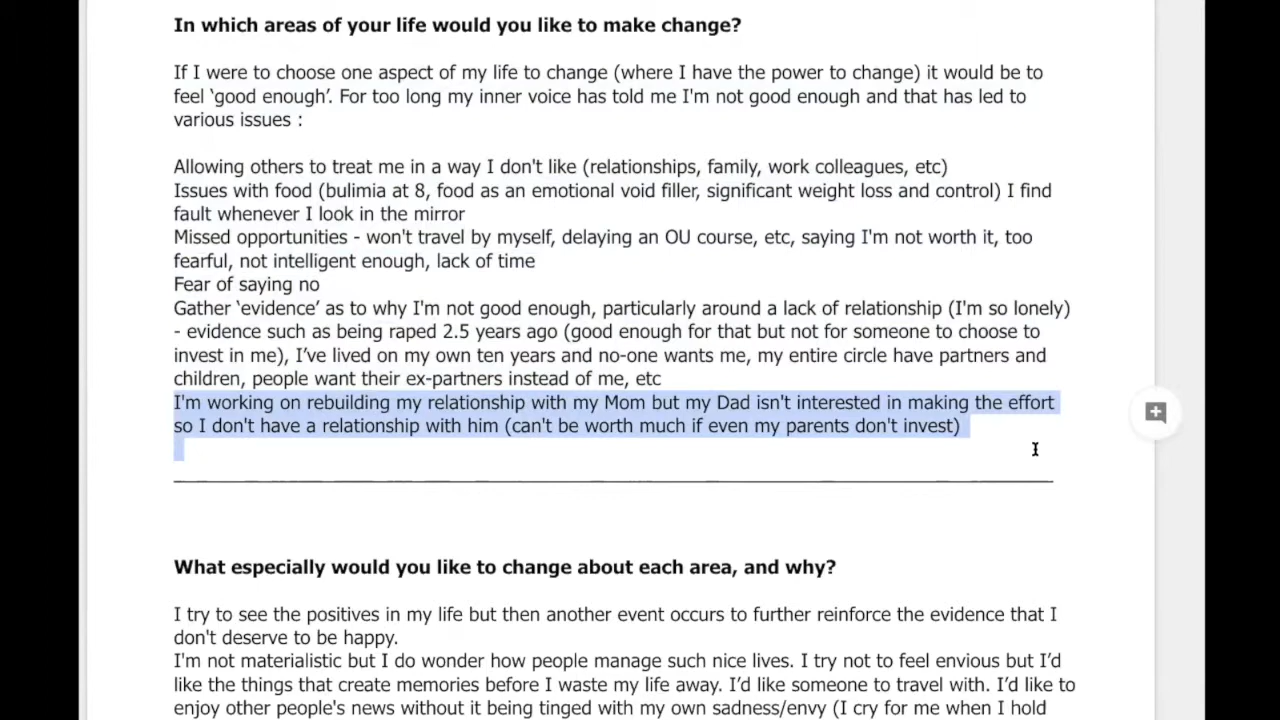 In which areas of your life would you like to make change?
If I were to choose one aspect of my life to change (where I have the power to change) it would be to
feel ‘good enough’. For too long my inner voice has told me I'm not good enough and that has led to
various issues :
Allowing others to treat me in a way I don't like (relationships, family, work colleagues, etc)
Issues with food (bulimia at 8, food as an emotional void filler, significant weight loss and control) I find
fault whenever I look in the mirror
Missed opportunities - won't travel by myself, delaying an OU course, etc, saying I'm not worth it, too
fearful, not intelligent enough, lack of time
Fear of saying no
Gather ‘evidence’ as to why I'm not good enough, particularly around a lack of relationship (I'm so lonely)
- evidence such as being raped 2.5 years ago (good enough for that but not for someone to choose to
invest in me), I’ve lived on my own ten years and no-one wants me, my entire circle have partners and
children, people want their ex-partners instead of me, etc
I'm working on rebuilding my relationship with my Mom but my Dad isn't interested in making the effort
so I don't have a relationship with him (can't be worth much if even my parents don't invest)
What especially would you like to change about each area, and why?
I try to see the positives in my life but then another event occurs to further reinforce the evidence that I
don't deserve to be happy.
I'm not materialistic but I do wonder how people manage such nice lives. I try not to feel envious but I’d
like the things that create memories before I waste my life away. I’d like someone to travel with. I’d like to
enjoy other people's news without it being tinged with my own sadness/envy (I cry for me when I hold